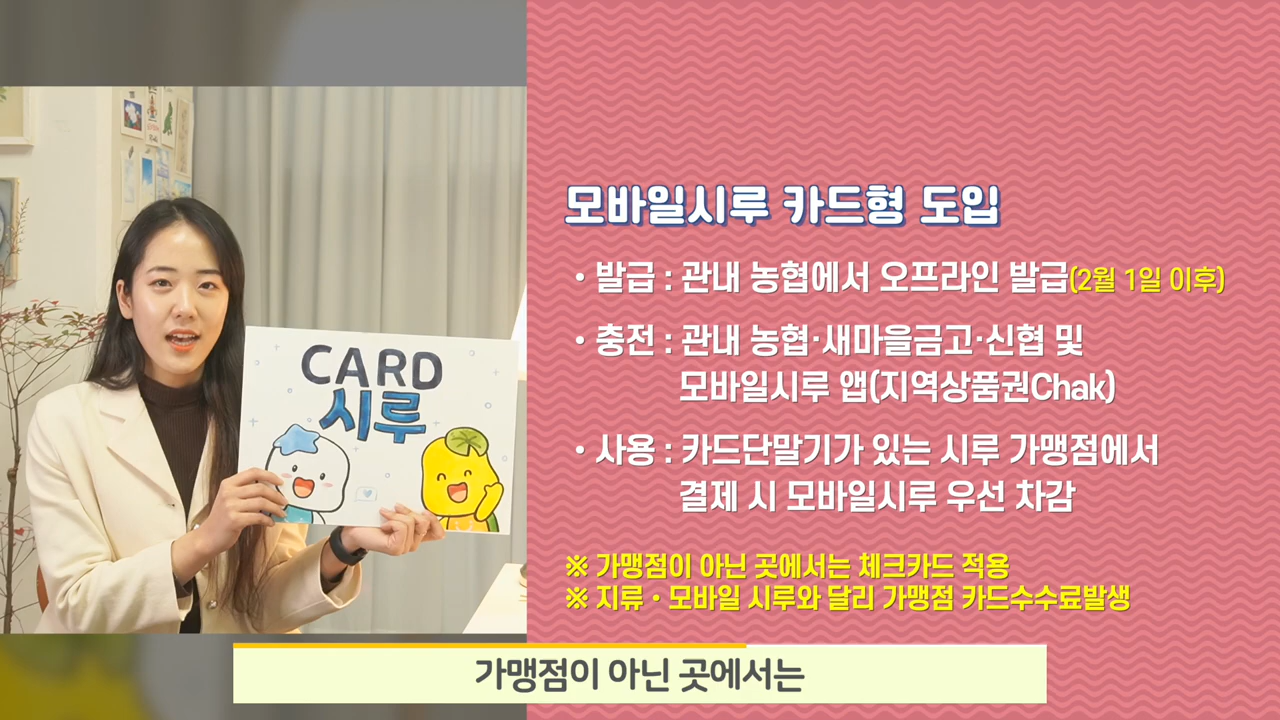 CARD
시루
모바일시루 카드형 도입
• 발급 : 관내 농협에서 오프라인 발급(2월 1일 이후)
• 충전 : 관내 농협·새마을금고·신협 및
모바일시루 앱(지역상품권Chak)
• 사용 : 카드단말기가 있는 시루 가맹점에서
결제 시 모바일시루 우선 차감
※ 가맹점이 아닌 곳에서는 체크카드 적용
※ 지류・모바일 시루와 달리 가맹점 카드수수료발생
가맹점이 아닌 곳에서는